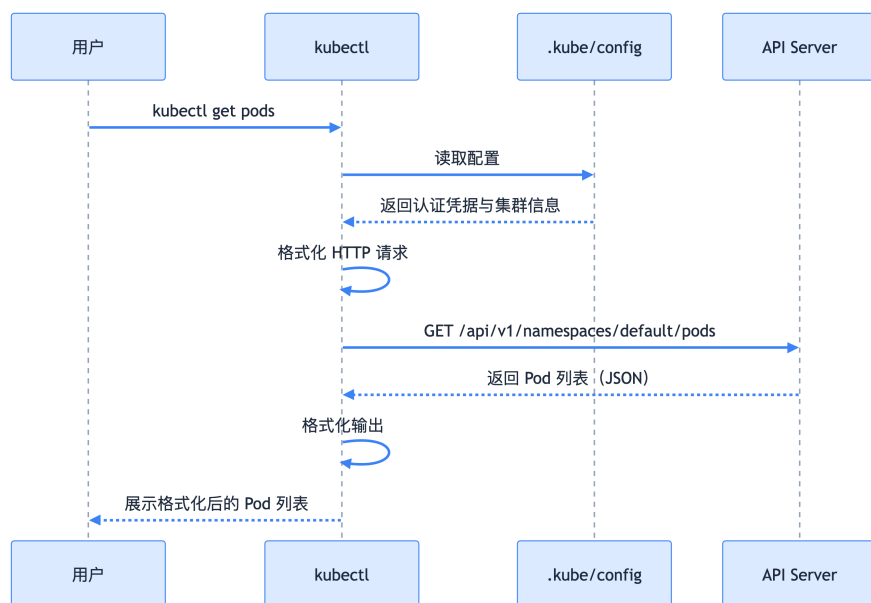 用户
kubectl
.kube/config
API Server
kubectl get pods
读取配置
返回认证凭据与集群信息
格式化 HTTP 请求
GET /api/v1/namespaces/default/pods
返回 Pod 列表（JSON）
格式化输出
展示格式化后的 Pod 列表
用户
kubectl
.kube/config
API Server